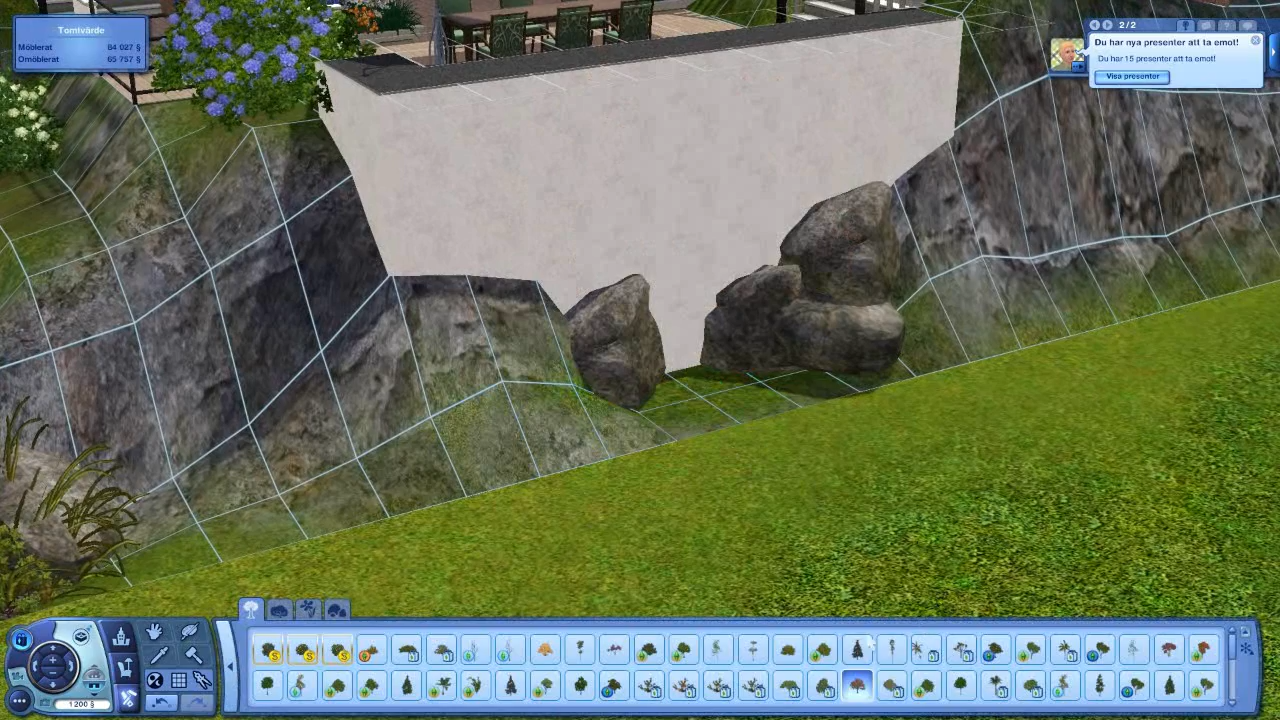 Tomtvärde
Möblerat 84 027 §
Omöblerat 65 757 §
2/2
Du har nya presenter att ta emot!
Du har 15 presenter att ta emot!
Visa presenter
1 200 §